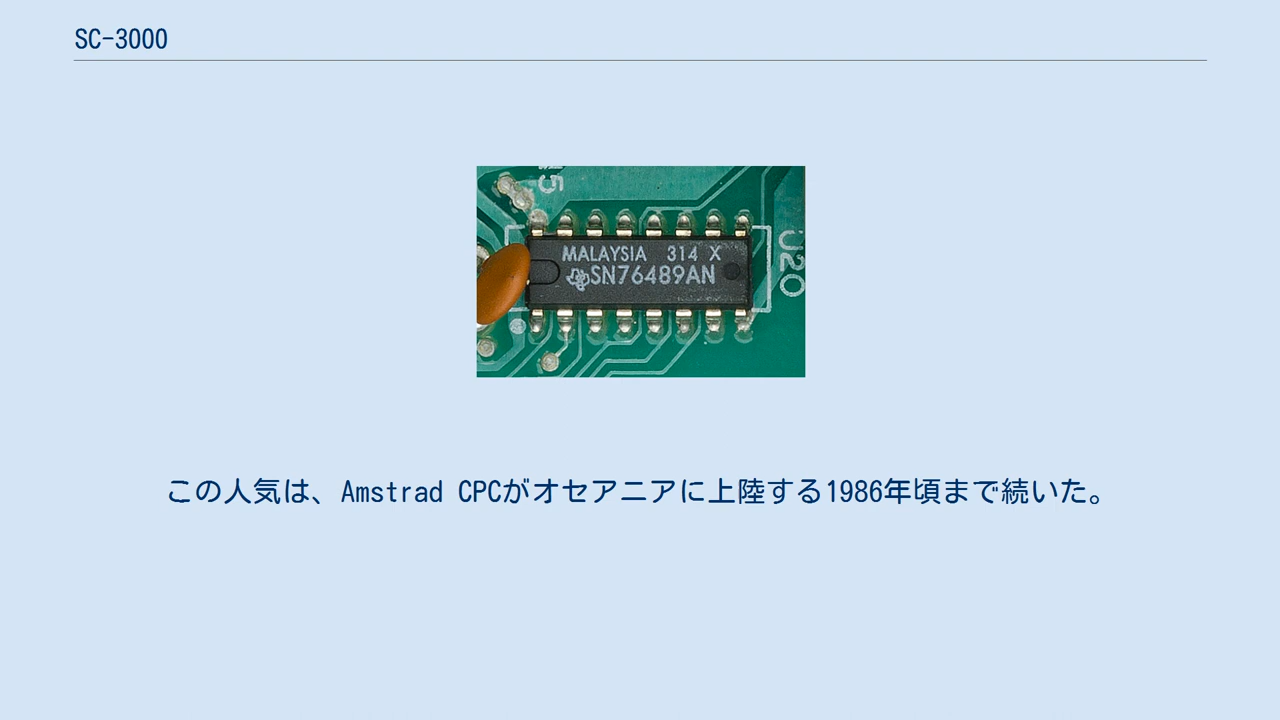 SC-3000
15
MALAYSIA 314 X
SN76489AN
U20
この人気は、Amstrad CPCがオセアニアに上陸する1986年頃まで続いた。